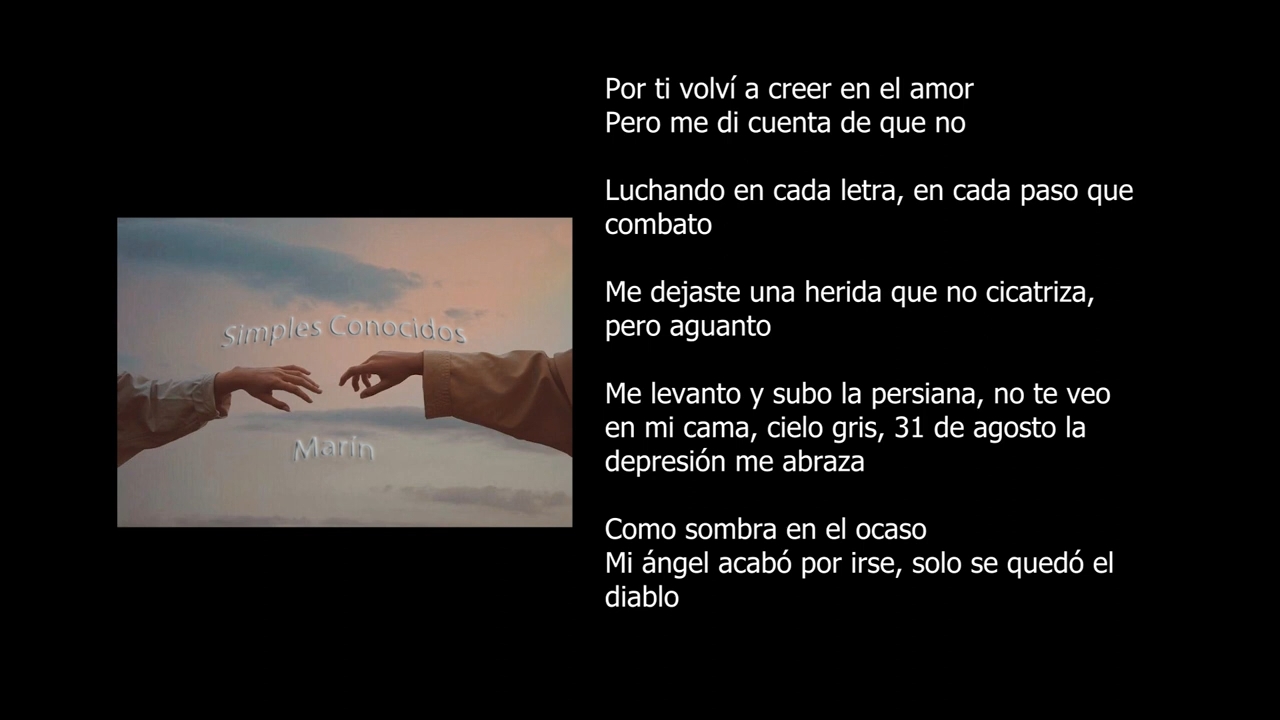 Simples Conocidos
Marín
Por ti volví a creer en el amor
Pero me di cuenta de que no
Luchando en cada letra, en cada paso que
combato
Me dejaste una herida que no cicatriza,
pero aguanto
Me levanto y subo la persiana, no te veo
en mi cama, cielo gris, 31 de agosto la
depresión me abraza
Como sombra en el ocaso
Mi ángel acabó por irse, solo se quedó el
diablo